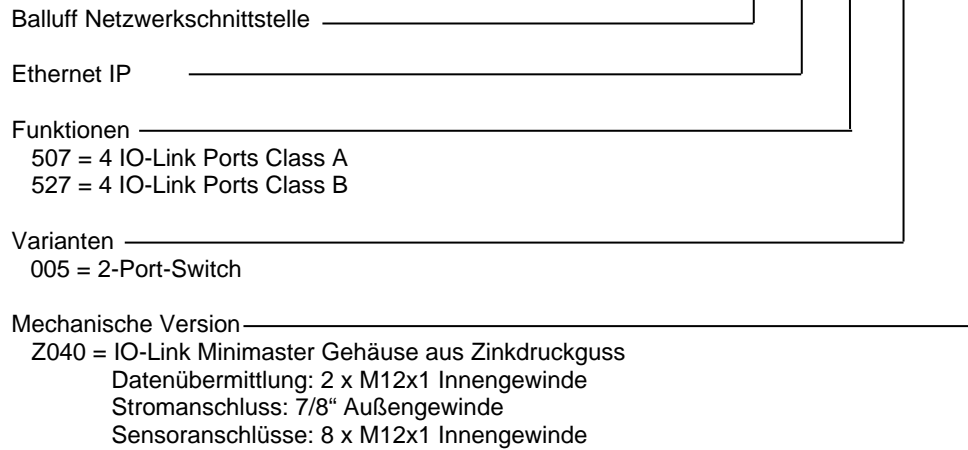 Balluff Netzwerkschnittstelle
Ethernet IP
Funktionen
507 = 4 IO-Link Ports Class A
527 = 4 IO-Link Ports Class B
Varianten
005 = 2-Port-Switch
Mechanische Version
Z040 = IO-Link Minimaster Gehäuse aus Zinkdruckguss
Datenübermittlung: 2 x M12x1 Innengewinde
Stromanschluss: 7/8“ Außengewinde
Sensoranschlüsse: 8 x M12x1 Innengewinde